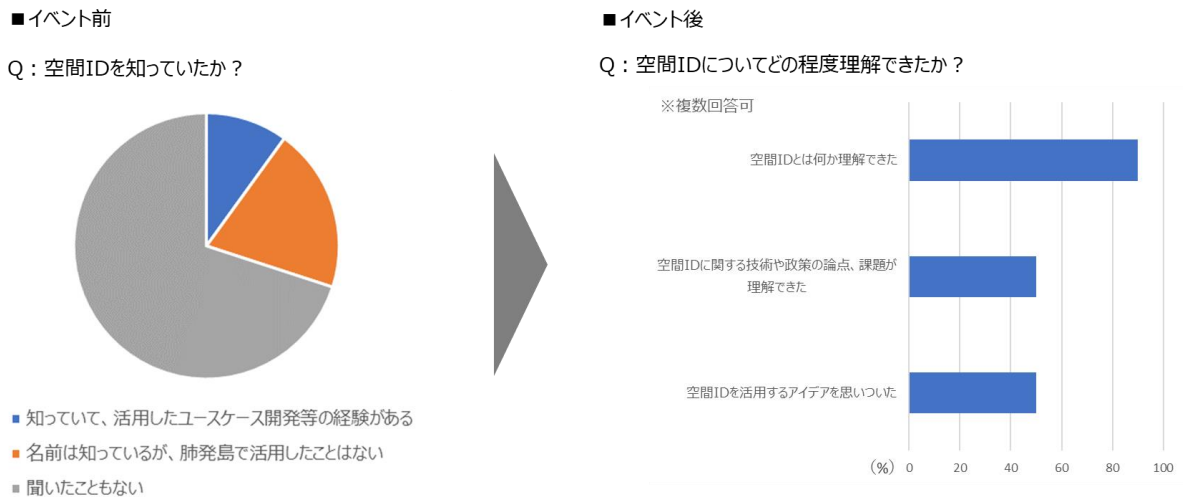 ■イベント前
Q：空間IDを知っていたか？
■知っていて、活用したユースケース開発等の経験がある
■名前は知っているが、肺発島で活用したことはない
■聞いたこともない
■イベント後
Q：空間IDについてどの程度理解できたか？
※複数回答可
空間IDとは何か理解できた
空間IDに関する技術や政策の論点、課題が
理解できた
空間IDを活用するアイデアを思いついた
（%） 0 20 40 60 80 100